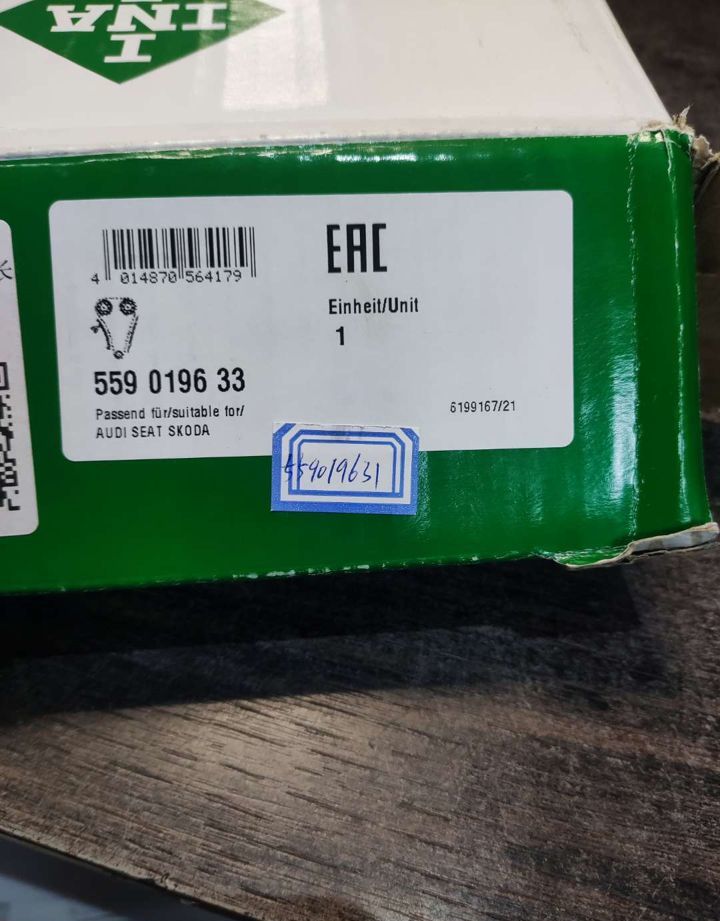 INA
长
EAC
4 014870 564179
Einheit/Unit
1
559 0196 33
Passend für/suitable for/
AUDI SEAT SKODA
6199167/21
559019631